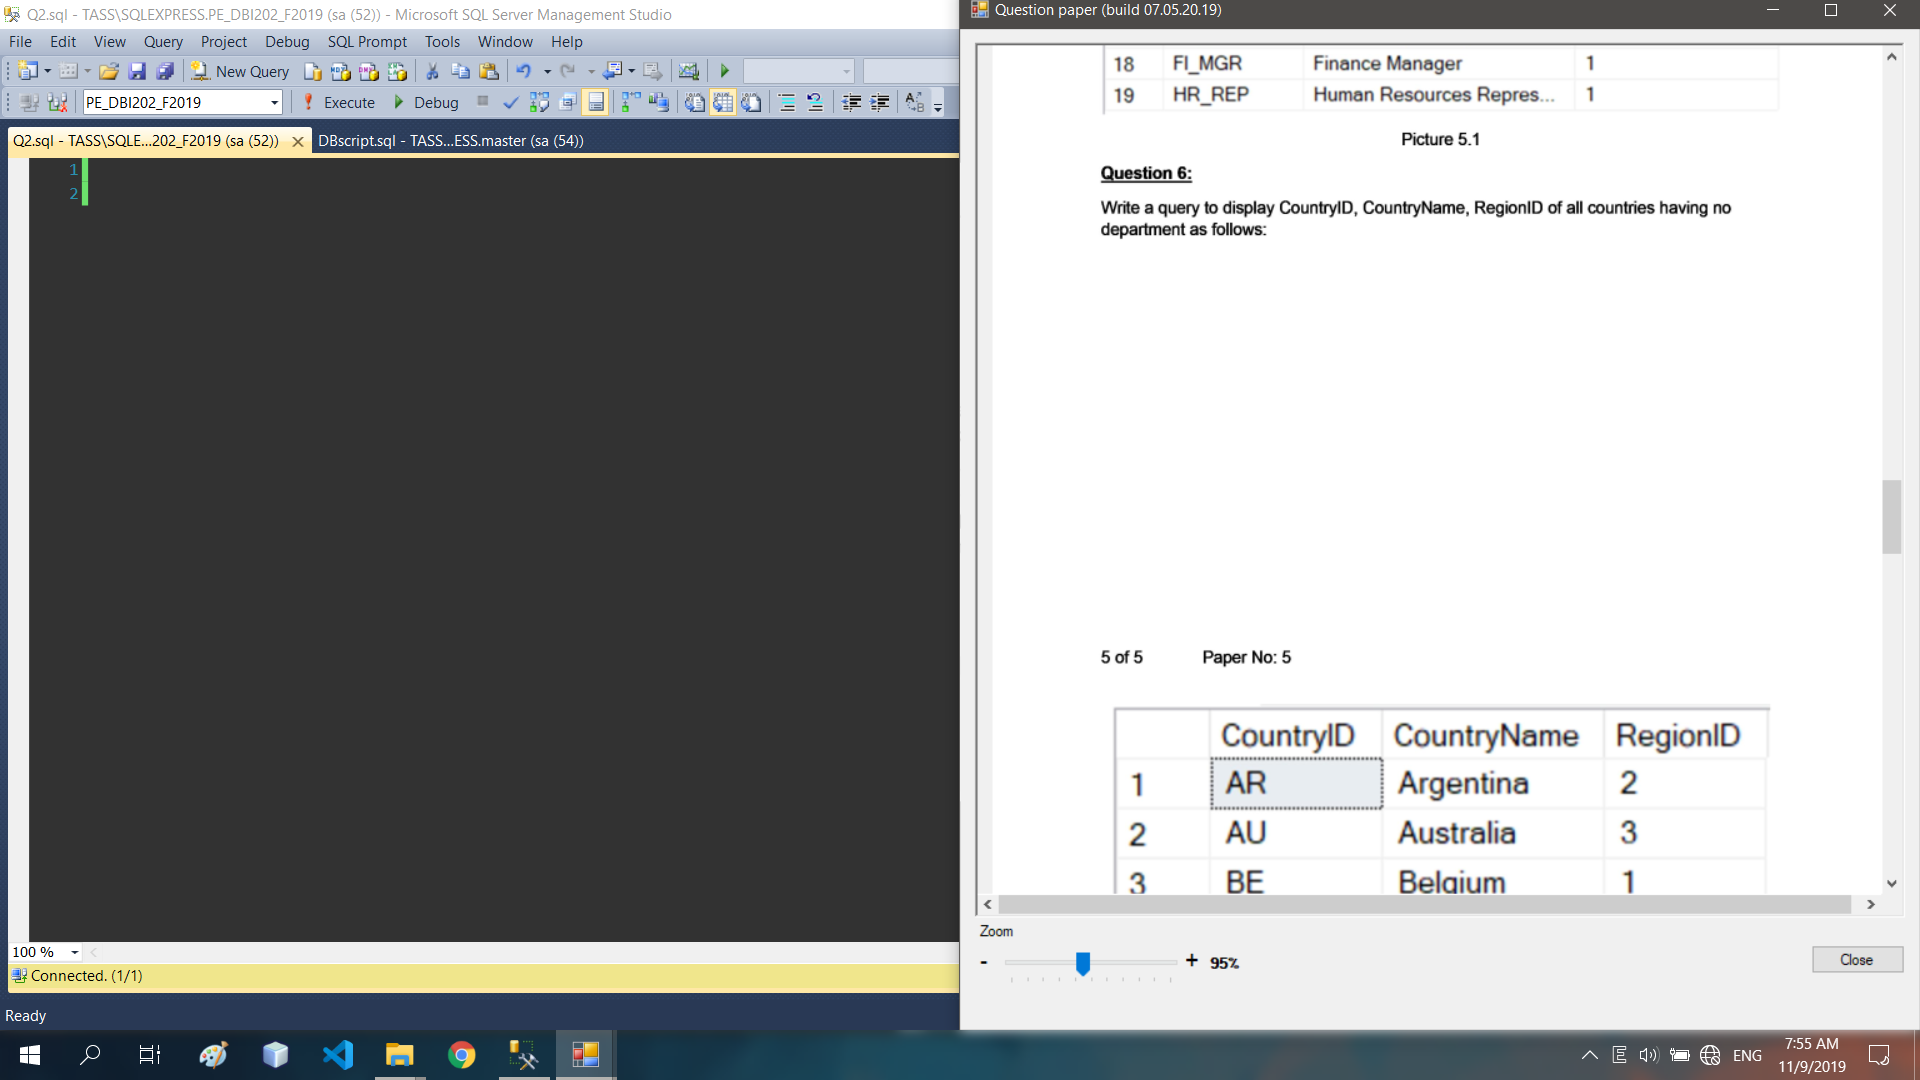 Q2.sql - TASS\SQLEXPRESS.PE_DBI202_F2019 (sa (52)) - Microsoft SQL Server Management Studio
File Edit View Query Project Debug SQL Prompt Tools Window Help
New Query
PE_DBI202_F2019 Execute Debug
Q2.sql - TASS\SQLE...202_F2019 (sa (52)) DBscript.sql - TASS...ESS.master (sa (54))
1
2
100 %
Connected. (1/1)
Ready
Question paper (build 07.05.20.19)
18 FI_MGR Finance Manager 1
19 HR_REP Human Resources Repres... 1
Picture 5.1
Question 6:
Write a query to display CountryID, CountryName, RegionID of all countries having no
department as follows:
5 of 5 Paper No: 5
CountryID CountryName RegionID
1 AR Argentina 2
2 AU Australia 3
3 BE Belgium 1
Zoom
- + 95%
Close
ENG
7:55 AM
11/9/2019